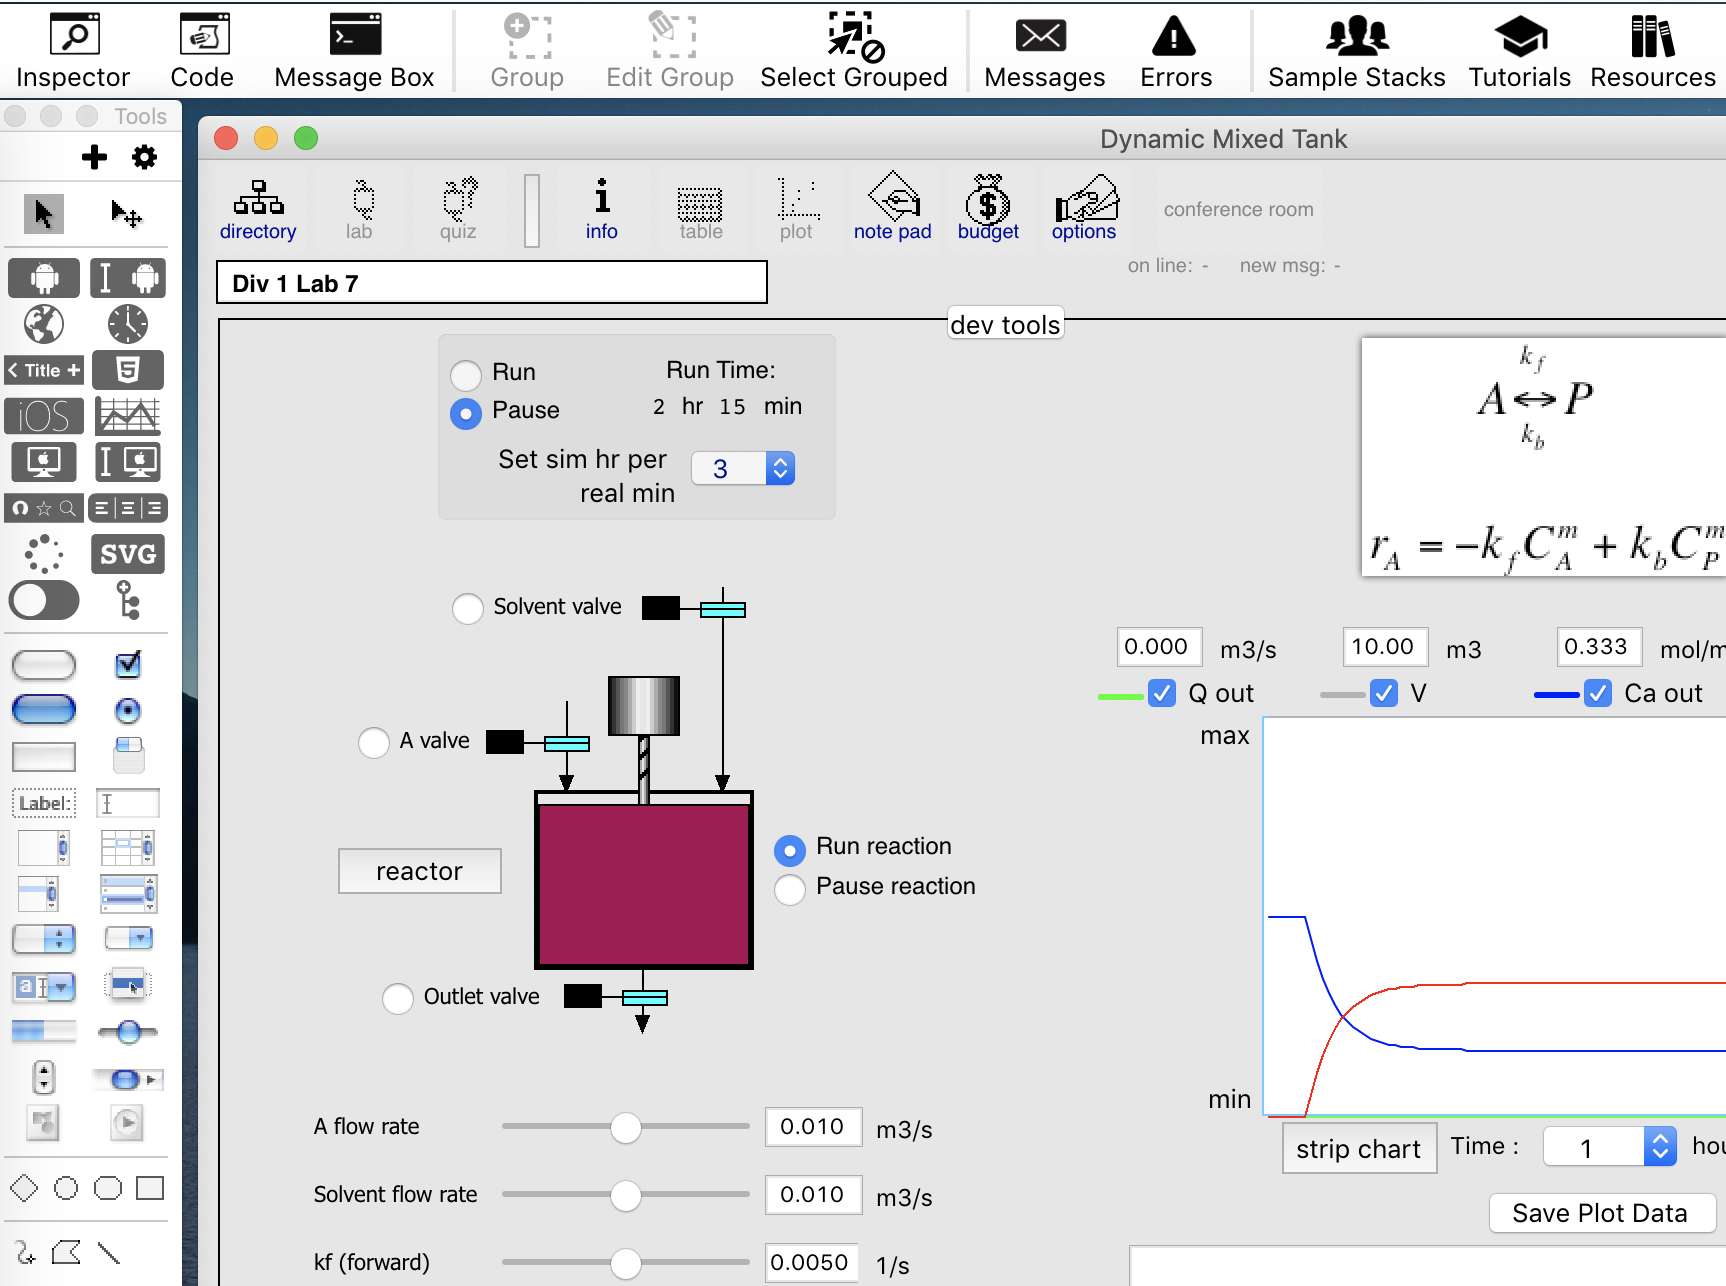 Inspector Code Message Box Group Edit Group Select Grouped Messages Errors Sample Stacks Tutorials Resources
Tools
Dynamic Mixed Tank
directory lab quiz info table plot note pad budget options conference room
on line: - new msg: -
Div 1 Lab 7
dev tools
< Title +
5
iOS
SVG
Label:
a
Run
Pause
Run Time:
2 hr 15 min
Set sim hr per
real min
3
kf
A ↔ P
kb
r_A = −k_f C_A^m + k_b C_P^m
Solvent valve
A valve
reactor
Run reaction
Pause reaction
Outlet valve
0.000 m3/s 10.00 m3 0.333 mol/m
Q out V Ca out
max
min
strip chart Time : 1 hou
Save Plot Data
A flow rate 0.010 m3/s
Solvent flow rate 0.010 m3/s
kf (forward) 0.0050 1/s